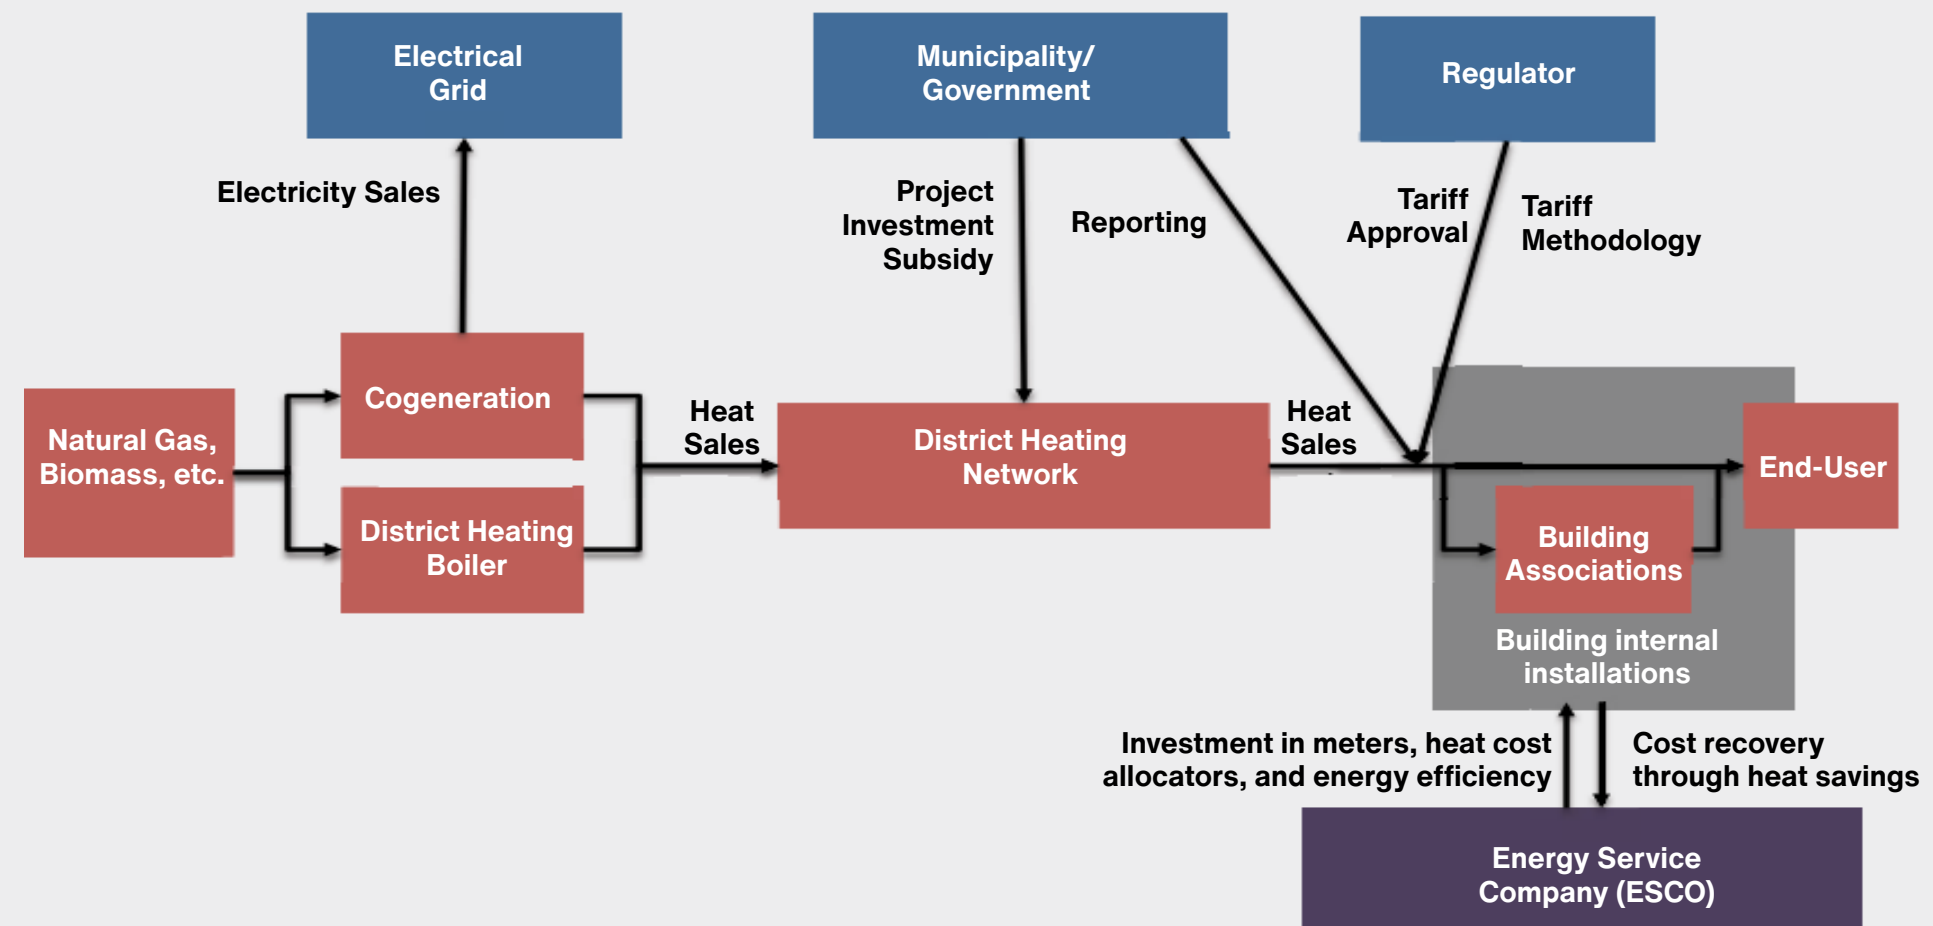 Electrical
Grid
Municipality/
Government
Regulator
Electricity Sales
Project
Investment
Subsidy
Reporting
Tariff
Approval
Tariff
Methodology
Natural Gas,
Biomass, etc.
Cogeneration
District Heating
Boiler
Heat
Sales
District Heating
Network
Heat
Sales
End-User
Building
Associations
Building internal
installations
Investment in meters, heat cost
allocators, and energy efficiency
Cost recovery
through heat savings
Energy Service
Company (ESCO)